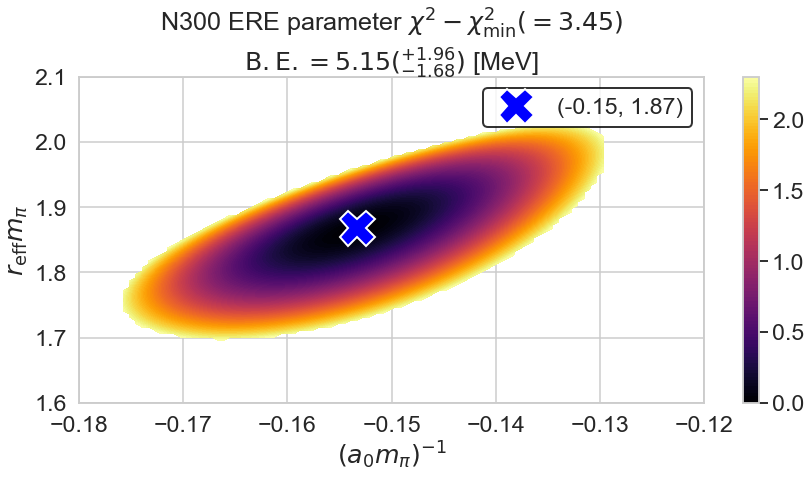 N300 ERE parameter χ² − χ²_min(= 3.45)
B. E. = 5.15(^{+1.96}_{−1.68}) [MeV]
2.1
2.0
1.9
1.8
1.7
1.6
r_eff m_π
(-0.15, 1.87)
2.0
1.5
1.0
0.5
0.0
−0.18 −0.17 −0.16 −0.15 −0.14 −0.13 −0.12
(a₀m_π)⁻¹